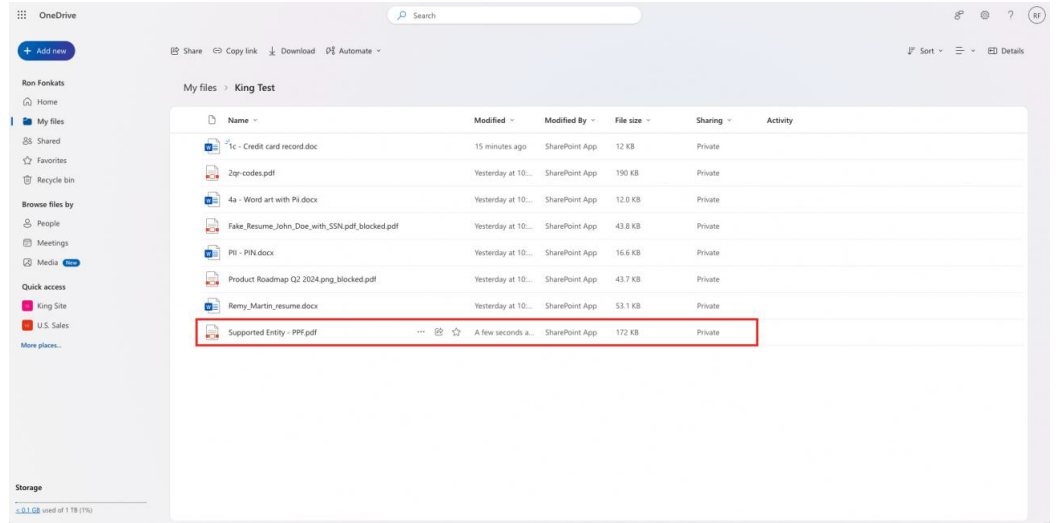 OneDrive
Search
RF
+ Add new
Share Copy link Download Automate
Sort Details
Ron Fonkats
Home
My files
Shared
Favorites
Recycle bin
Browse files by
People
Meetings
Media New
Quick access
King Site
U.S. Sales
More places...
My files > King Test
Name Modified Modified By File size Sharing Activity
1c - Credit card record.doc 15 minutes ago SharePoint App 12 KB Private
2qr-codes.pdf Yesterday at 10:... SharePoint App 190 KB Private
4a - Word art with Pii.docx Yesterday at 10:... SharePoint App 12.0 KB Private
Fake_Resume_John_Doe_with_SSN.pdf_blocked.pdf Yesterday at 10:... SharePoint App 43.8 KB Private
PII - PIN.docx Yesterday at 10:... SharePoint App 16.6 KB Private
Product Roadmap Q2 2024.png_blocked.pdf Yesterday at 10:... SharePoint App 43.7 KB Private
Remy_Martin_resume.docx Yesterday at 10:... SharePoint App 53.1 KB Private
Supported Entity - PPF.pdf ... A few seconds a... SharePoint App 172 KB Private
Storage
< 0.1 GB used of 1 TB (1%)